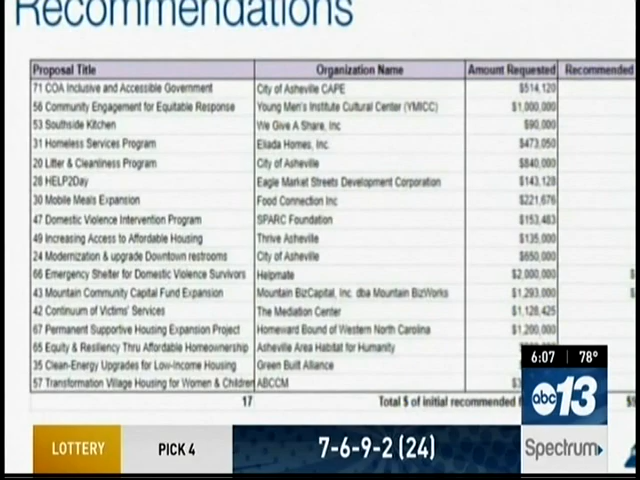 Recommendations
Proposal Title Organization Name Amount Requested Recommended
71 COA Inclusive and Accessible Government City of Asheville CAPE $514,120
56 Community Engagement for Equitable Response Young Men's Institute Cultural Center (YMICC) $1,000,000
53 Southside Kitchen We Give A Share, Inc $90,000
31 Homeless Services Program Eliada Homes, Inc. $473,050
20 Litter & Cleanliness Program City of Asheville $840,000
28 HELP2Day Eagle Market Streets Development Corporation $143,128
30 Mobile Meals Expansion Food Connection Inc $221,676
47 Domestic Violence Intervention Program SPARC Foundation $153,483
49 Increasing Access to Affordable Housing Thrive Asheville $135,000
24 Modernization & upgrade Downtown restrooms City of Asheville $650,000
66 Emergency Shelter for Domestic Violence Survivors Helpmate $2,000,000
43 Mountain Community Capital Fund Expansion Mountain BizCapital, Inc. dba Mountain BizWorks $1,293,000
42 Continuum of Victims' Services The Mediation Center $1,128,425
67 Permanent Supportive Housing Expansion Project Homeward Bound of Western North Carolina $1,200,000
65 Equity & Resiliency Thru Affordable Homeownership Asheville Area Habitat for Humanity
35 Clean-Energy Upgrades for Low-Income Housing Green Built Alliance
57 Transformation Village Housing for Women & Children ABCCM
17 Total $ of initial recommended
6:07 78°
abc 13
Spectrum
LOTTERY PICK 4 7-6-9-2 (24)